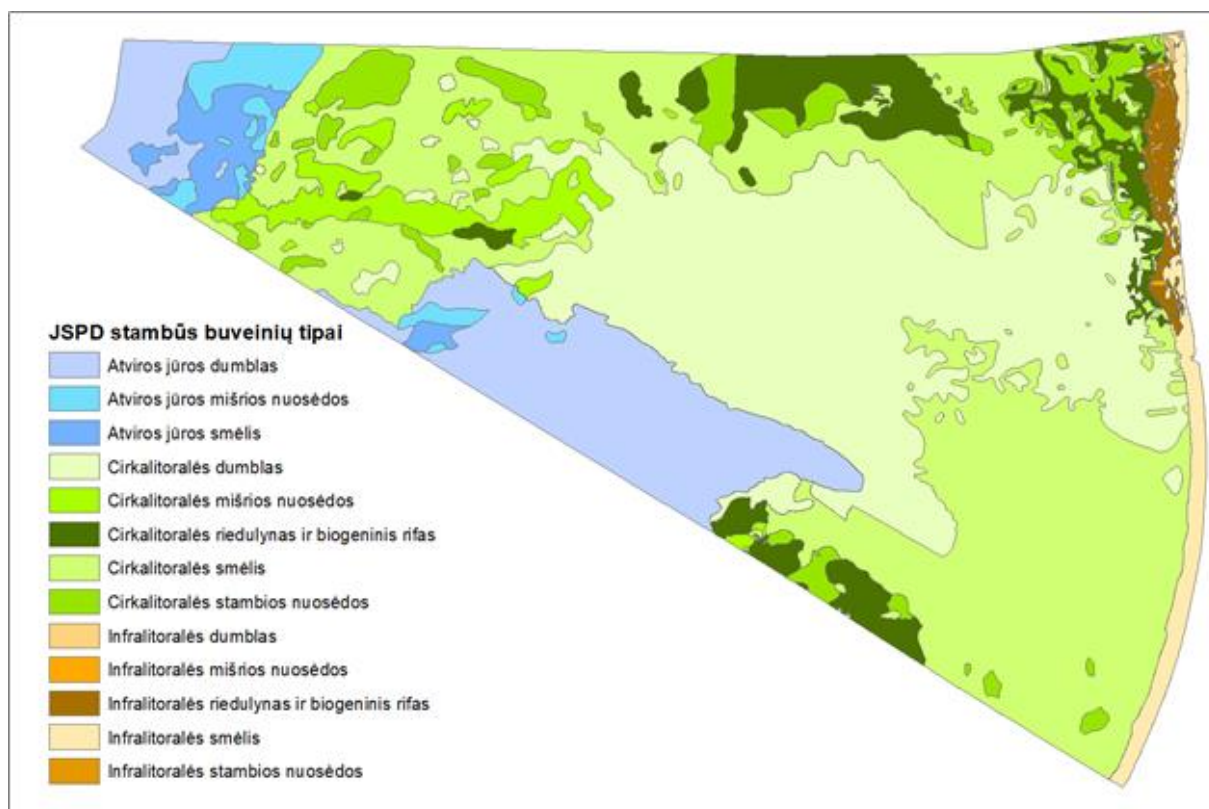 JSPD stambūs buveinių tipai
Atviros jūros dumblas
Atviros jūros mišrios nuosėdos
Atviros jūros smėlis
Cirkalitoralės dumblas
Cirkalitoralės mišrios nuosėdos
Cirkalitoralės riedulynas ir biogeninis rifas
Cirkalitoralės smėlis
Cirkalitoralės stambios nuosėdos
Infralitoralės dumblas
Infralitoralės mišrios nuosėdos
Infralitoralės riedulynas ir biogeninis rifas
Infralitoralės smėlis
Infralitoralės stambios nuosėdos